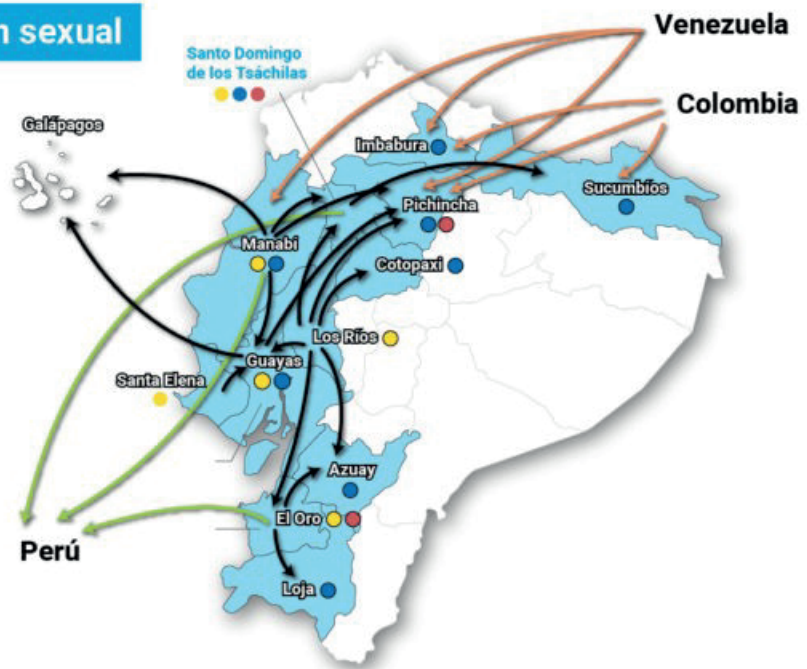 n sexual
Venezuela
Santo Domingo
de los Tsáchilas
Colombia
Galápagos
Imbabura
Sucumbíos
Pichincha
Manabí
Cotopaxi
Los Ríos
Guayas
Santa Elena
Azuay
El Oro
Perú
Loja